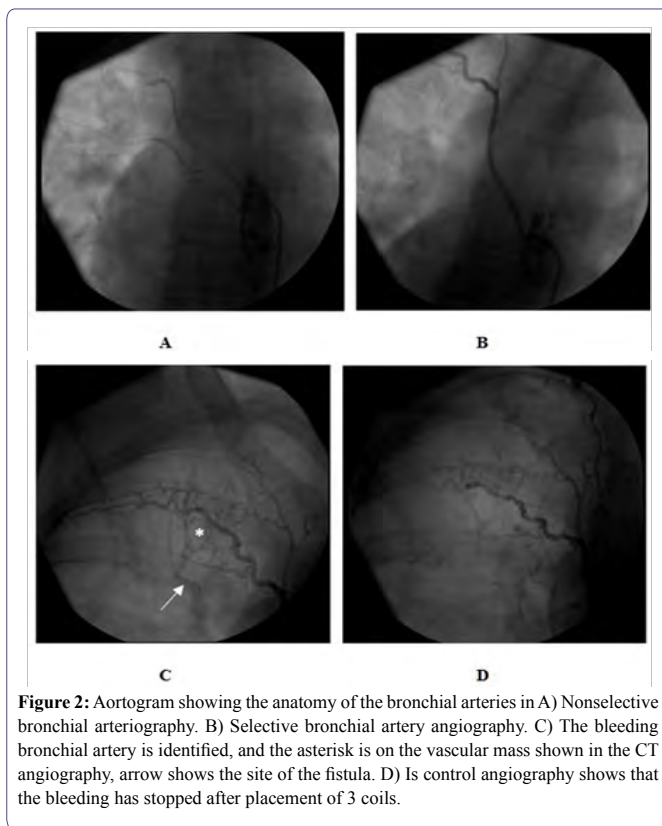 A
B
*
C
D
Figure 2: Aortogram showing the anatomy of the bronchial arteries in A) Nonselective
bronchial arteriography. B) Selective bronchial artery angiography. C) The bleeding
bronchial artery is identified, and the asterisk is on the vascular mass shown in the CT
angiography, arrow shows the site of the fistula. D) Is control angiography shows that
the bleeding has stopped after placement of 3 coils.